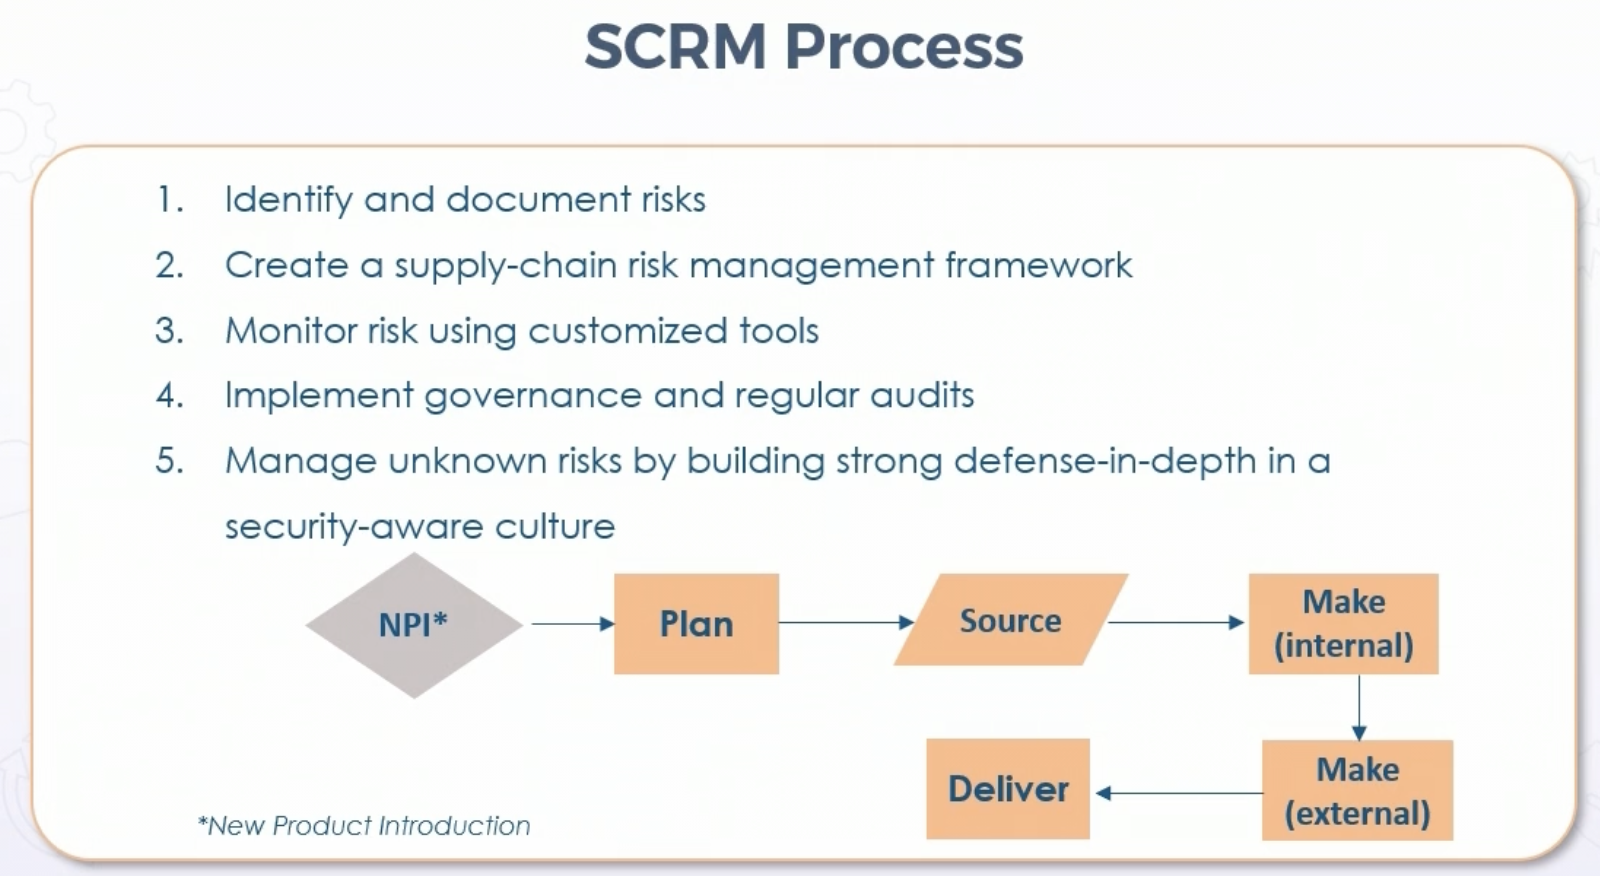 SCRM Process
1. Identify and document risks
2. Create a supply-chain risk management framework
3. Monitor risk using customized tools
4. Implement governance and regular audits
5. Manage unknown risks by building strong defense-in-depth in a
security-aware culture
NPI*
Plan
Source
Make
(internal)
Make
(external)
Deliver
*New Product Introduction